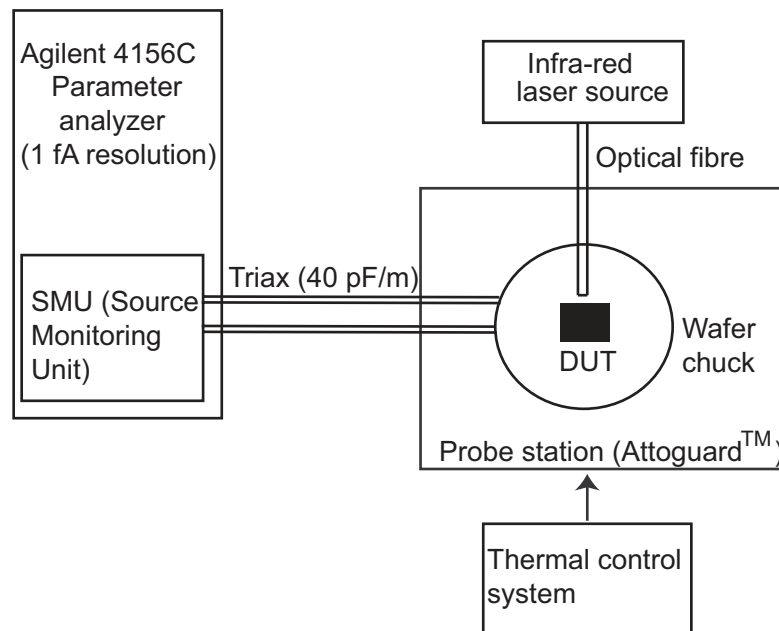 Agilent 4156C
Parameter
analyzer
(1 fA resolution)
SMU (Source
Monitoring
Unit)
Triax (40 pF/m)
Infra-red
laser source
Optical fibre
DUT
Wafer
chuck
Probe station (Attoguard™)
Thermal control
system